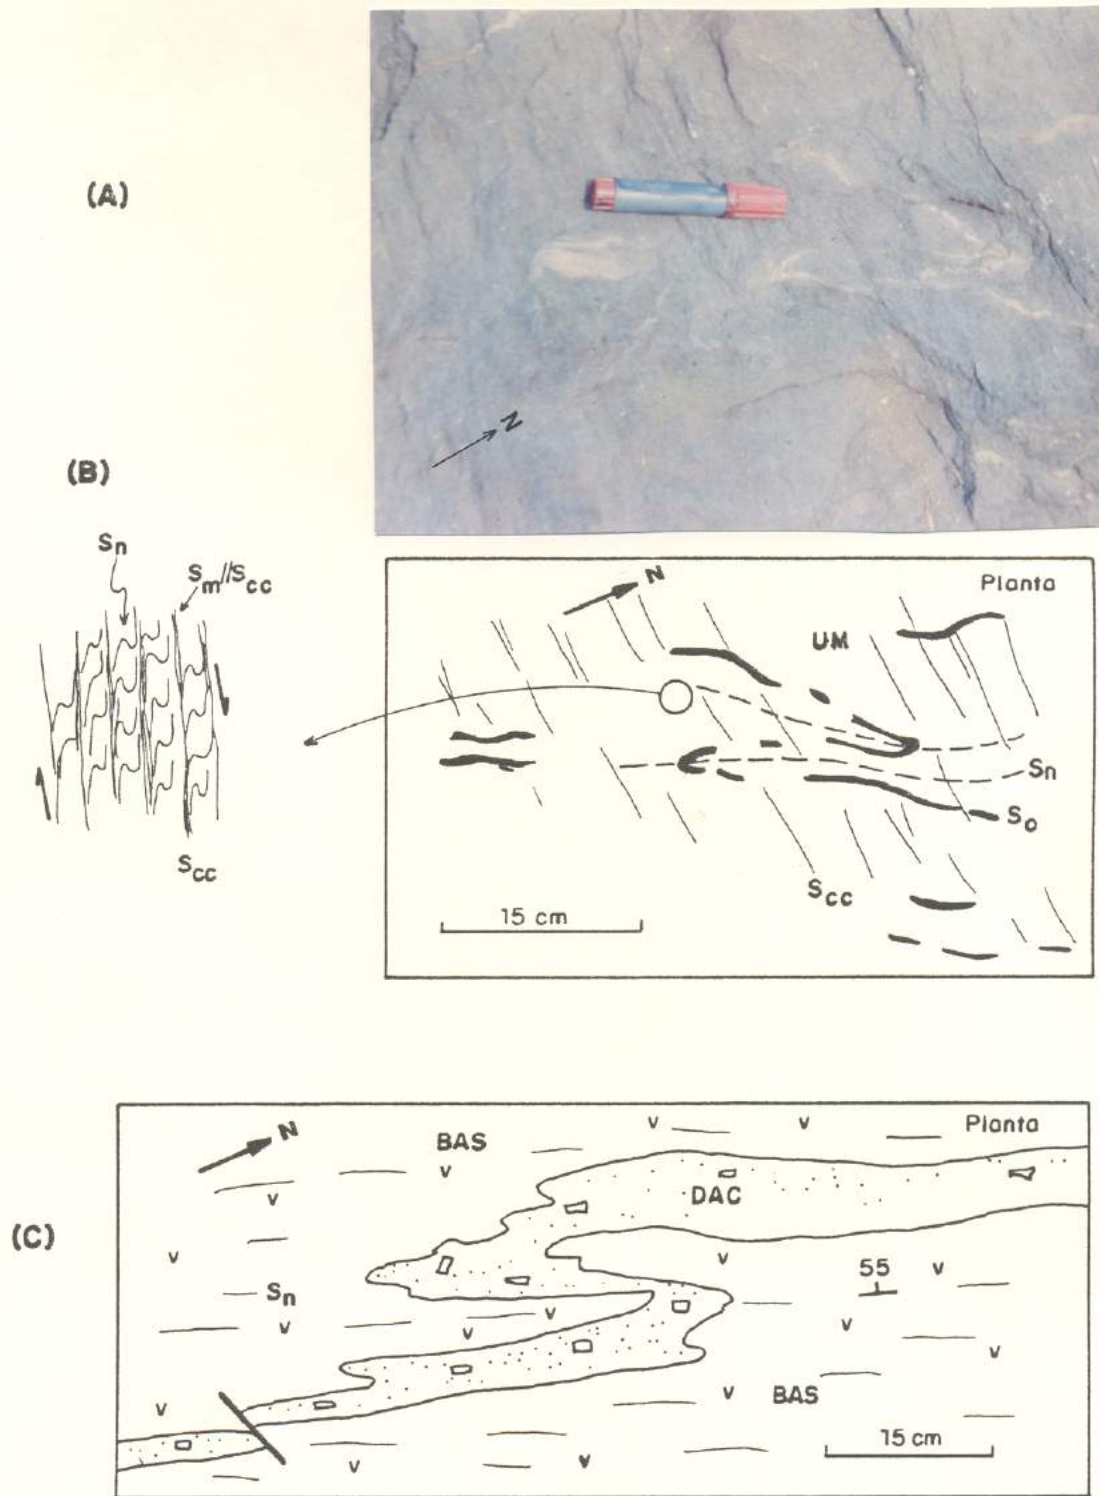 (A)
N
(B)
Sn
Sm//Scc
Scc
N
Planta
UM
Sn
So
Scc
15 cm
(C)
N
BAS
Planta
V V
V
DAC
V
V V
55
Sn
V
V V
V
V
V
V BAS
V
15 cm
V V